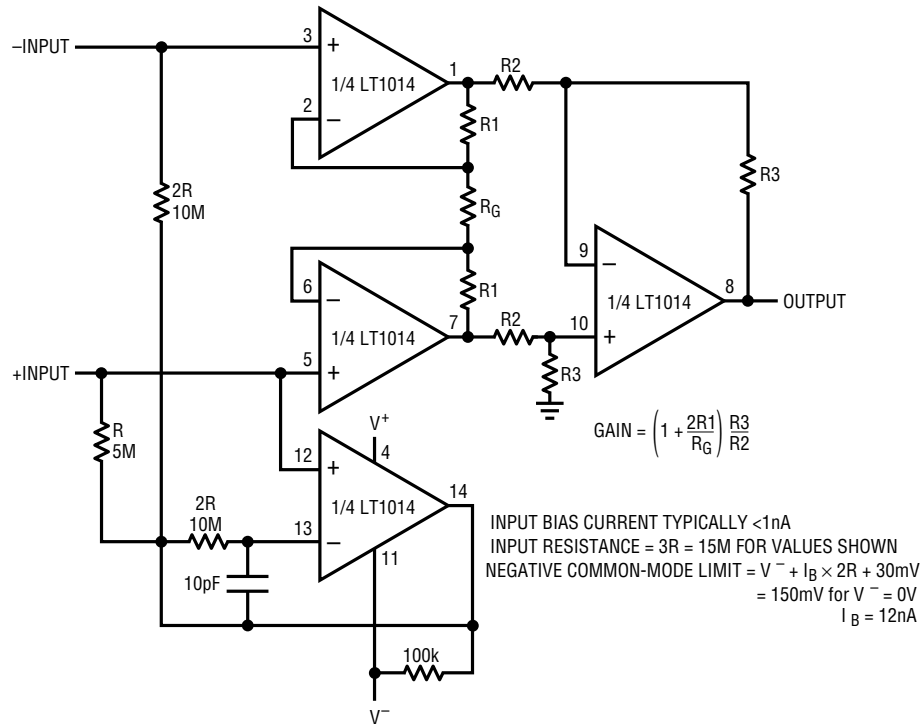 –INPUT
3
+
1/4 LT1014
2
–
1
R2
R1
R3
2R
10M
RG
6
–
1/4 LT1014
5
+
7
R1
R2
9
–
1/4 LT1014
10
+
8
OUTPUT
R3
+INPUT
R
5M
V+
4
12
+
1/4 LT1014
13
–
14
11
2R
10M
10pF
100k
V–
GAIN = (1 + 2R1/RG) R3/R2
INPUT BIAS CURRENT TYPICALLY <1nA
INPUT RESISTANCE = 3R = 15M FOR VALUES SHOWN
NEGATIVE COMMON-MODE LIMIT = V – + IB × 2R + 30mV
= 150mV for V – = 0V
I B = 12nA